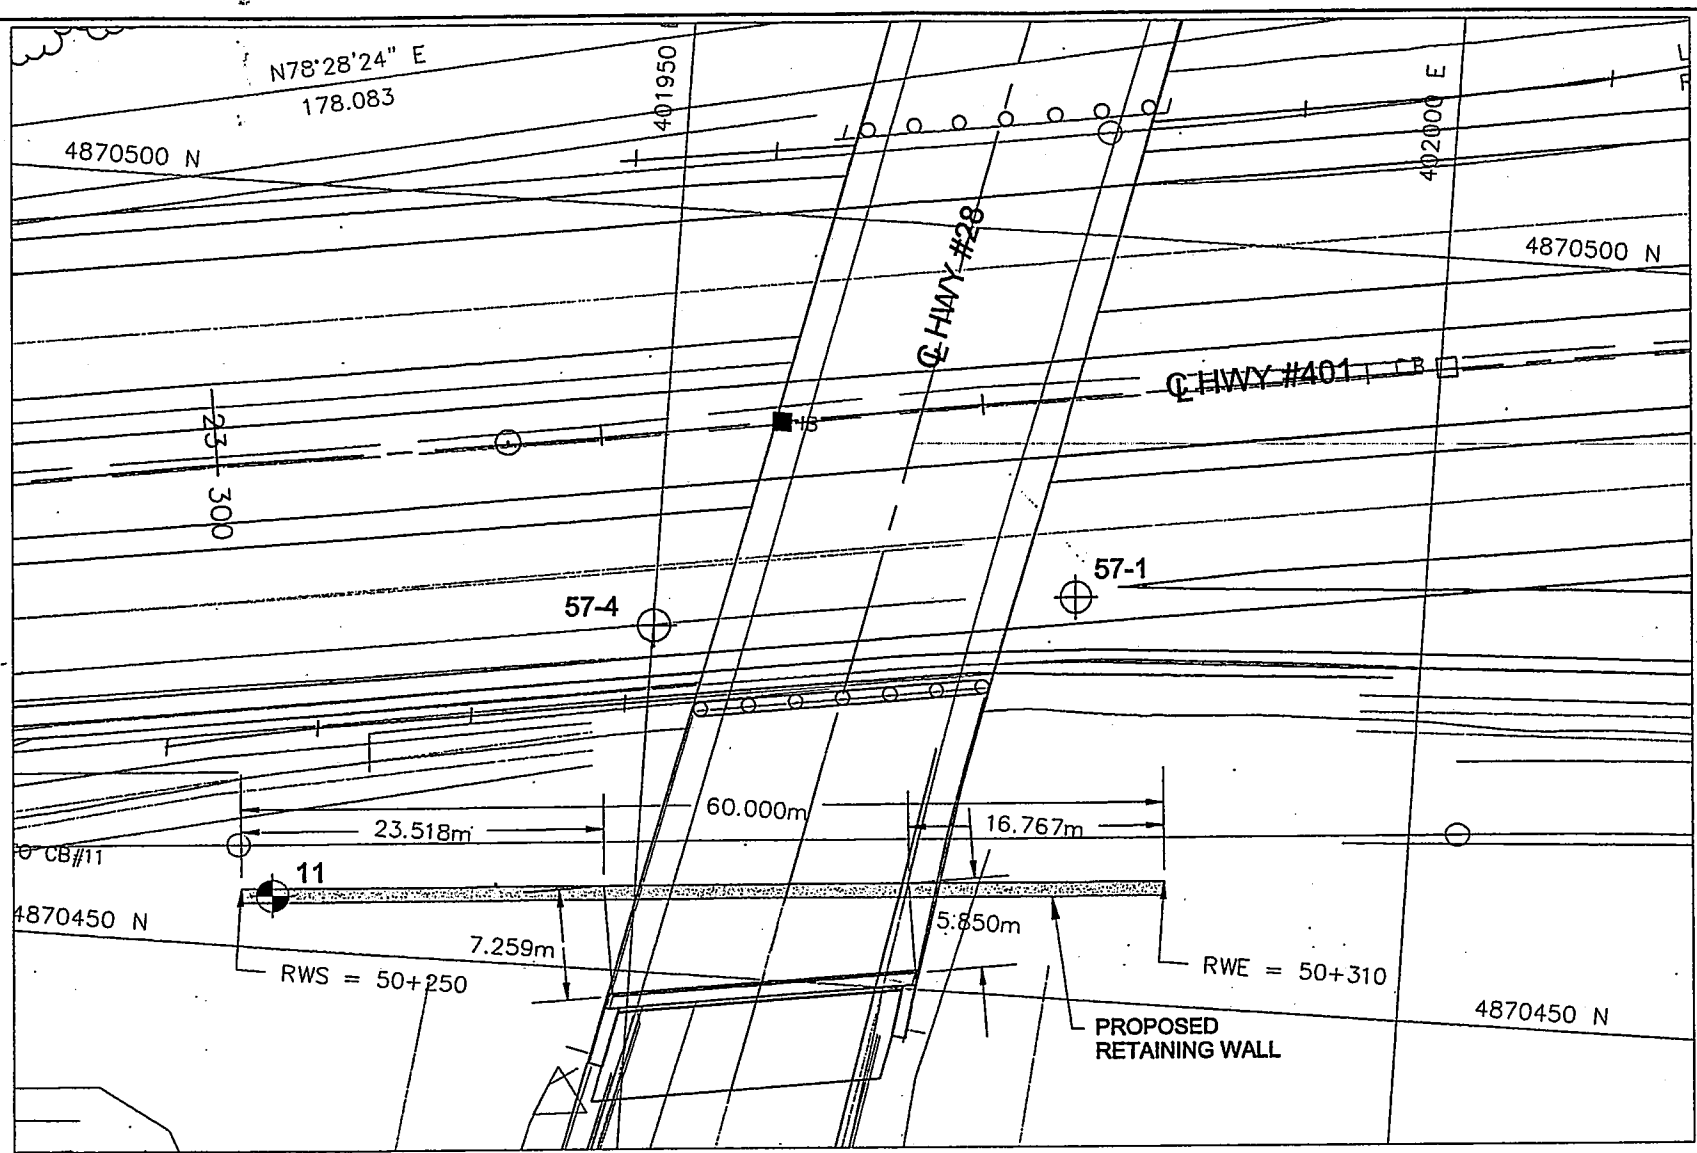 N78°28'24" E
178.083
401950
402000 E
4870500 N
4870500 N
℄ HWY #28
℄ HWY #401
CB
23
300
57-1
57-4
60.000m
23.518m
16.767m
CB#11
11
4870450 N
7.259m
5.850m
RWS = 50+250
RWE = 50+310
4870450 N
PROPOSED
RETAINING WALL